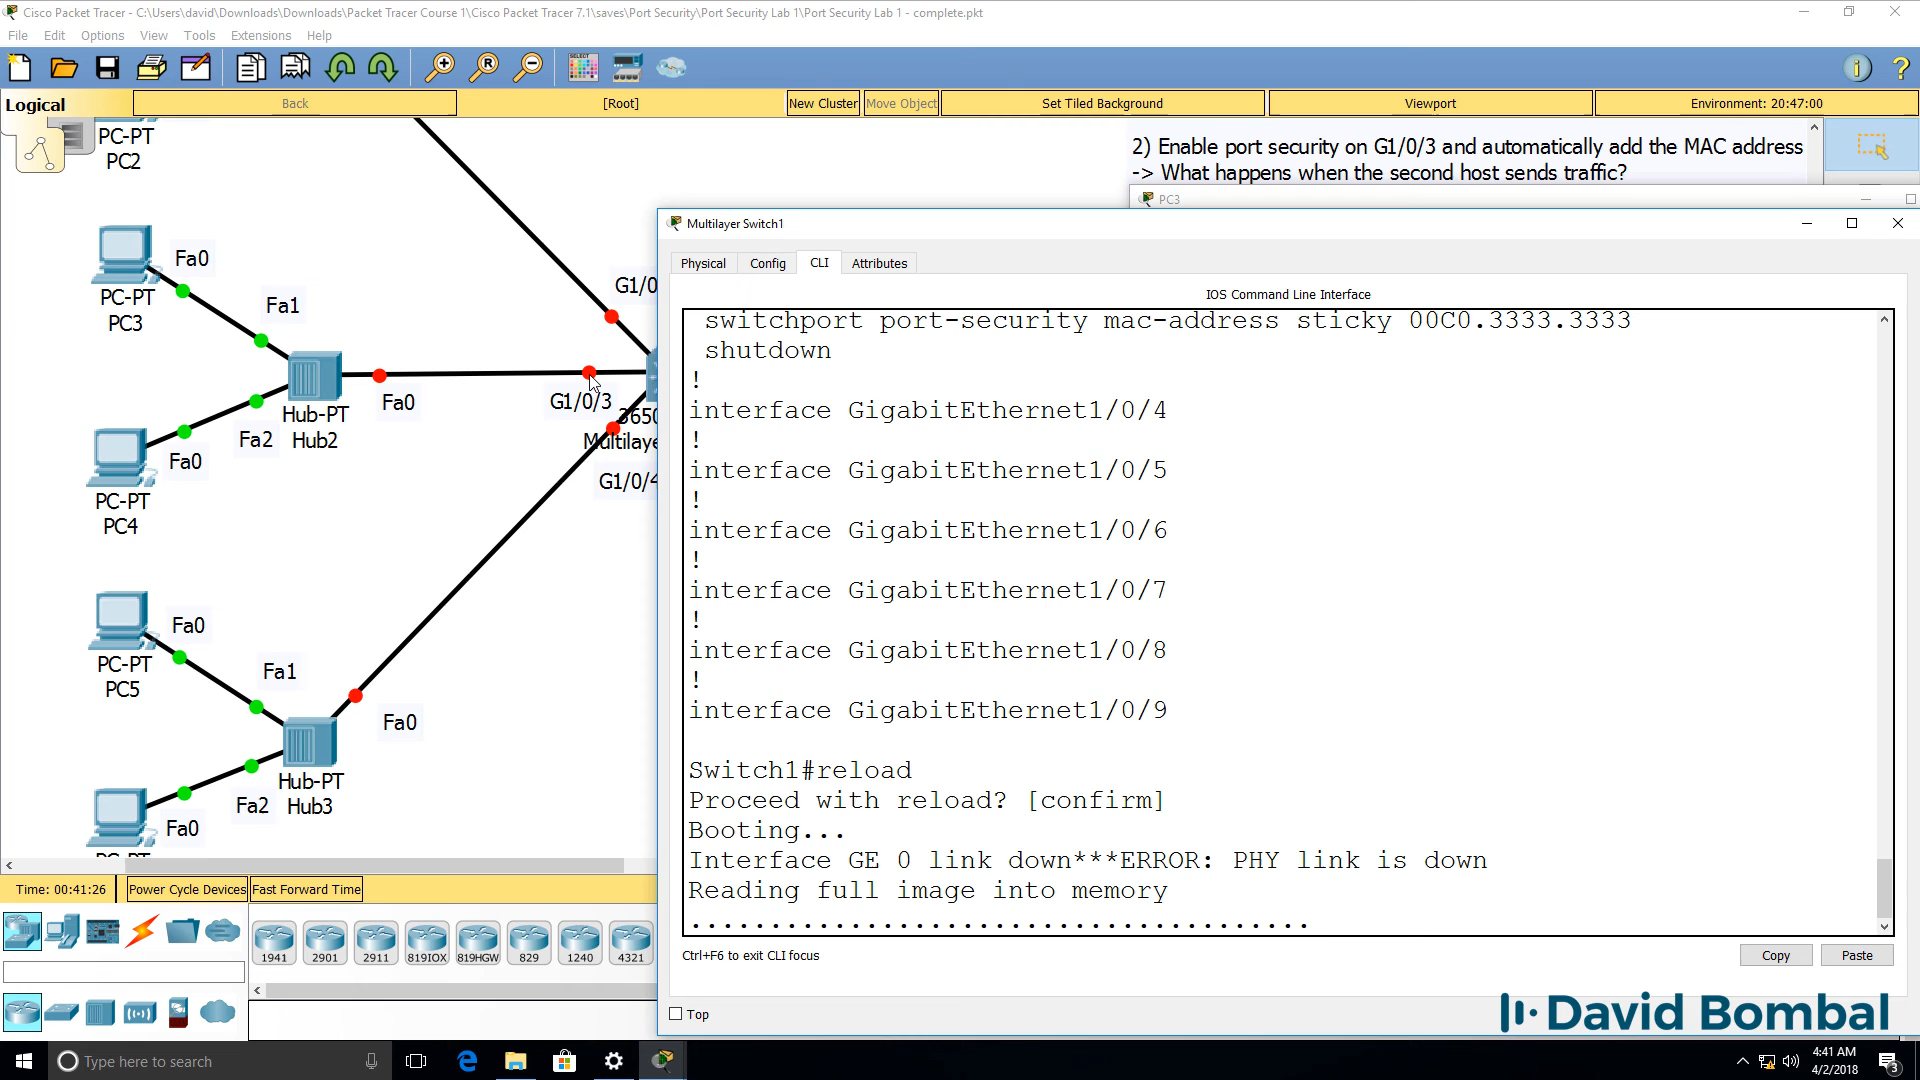 Cisco Packet Tracer - C:\Users\david\Downloads\Downloads\Packet Tracer Course 1\Cisco Packet Tracer 7.1\saves\Port Security\Port Security Lab 1\Port Security Lab 1 - complete.pkt
File Edit Options View Tools Extensions Help
Logical Back [Root] New Cluster Move Object Set Tiled Background Viewport Environment: 20:47:00
PC-PT
PC2
2) Enable port security on G1/0/3 and automatically add the MAC address
-> What happens when the second host sends traffic?
PC3
Multilayer Switch1
Physical Config CLI Attributes
IOS Command Line Interface
Fa0
PC-PT
PC3
Fa1
G1/0
Hub-PT
Hub2
Fa0
G1/0/3
3650
Multilaye
G1/0/4
Fa2
Fa0
PC-PT
PC4
Fa0
PC-PT
PC5
Fa1
Fa0
Hub-PT
Hub3
Fa2
Fa0
switchport port-security mac-address sticky 00C0.3333.3333
shutdown
!
interface GigabitEthernet1/0/4
!
interface GigabitEthernet1/0/5
!
interface GigabitEthernet1/0/6
!
interface GigabitEthernet1/0/7
!
interface GigabitEthernet1/0/8
!
interface GigabitEthernet1/0/9
Switch1#reload
Proceed with reload? [confirm]
Booting...
Interface GE 0 link down***ERROR: PHY link is down
Reading full image into memory
.......................................
Ctrl+F6 to exit CLI focus
Copy Paste
Top
Time: 00:41:26 Power Cycle Devices Fast Forward Time
1941 2901 2911 819IOX 819HGW 829 1240 4321
David Bombal
Type here to search
4:41 AM
4/2/2018
3